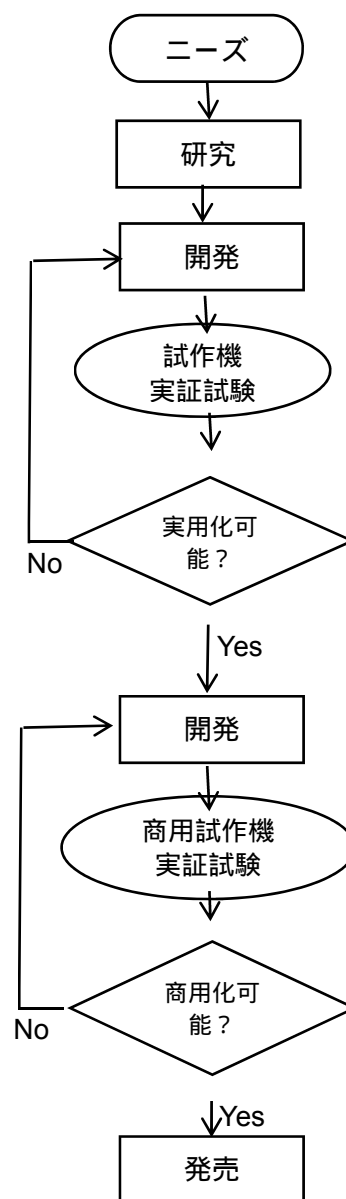 ニーズ
研究
開発
試作機
実証試験
実用化可
能？
No
Yes
開発
商用試作機
実証試験
商用化可
能？
No
Yes
発売